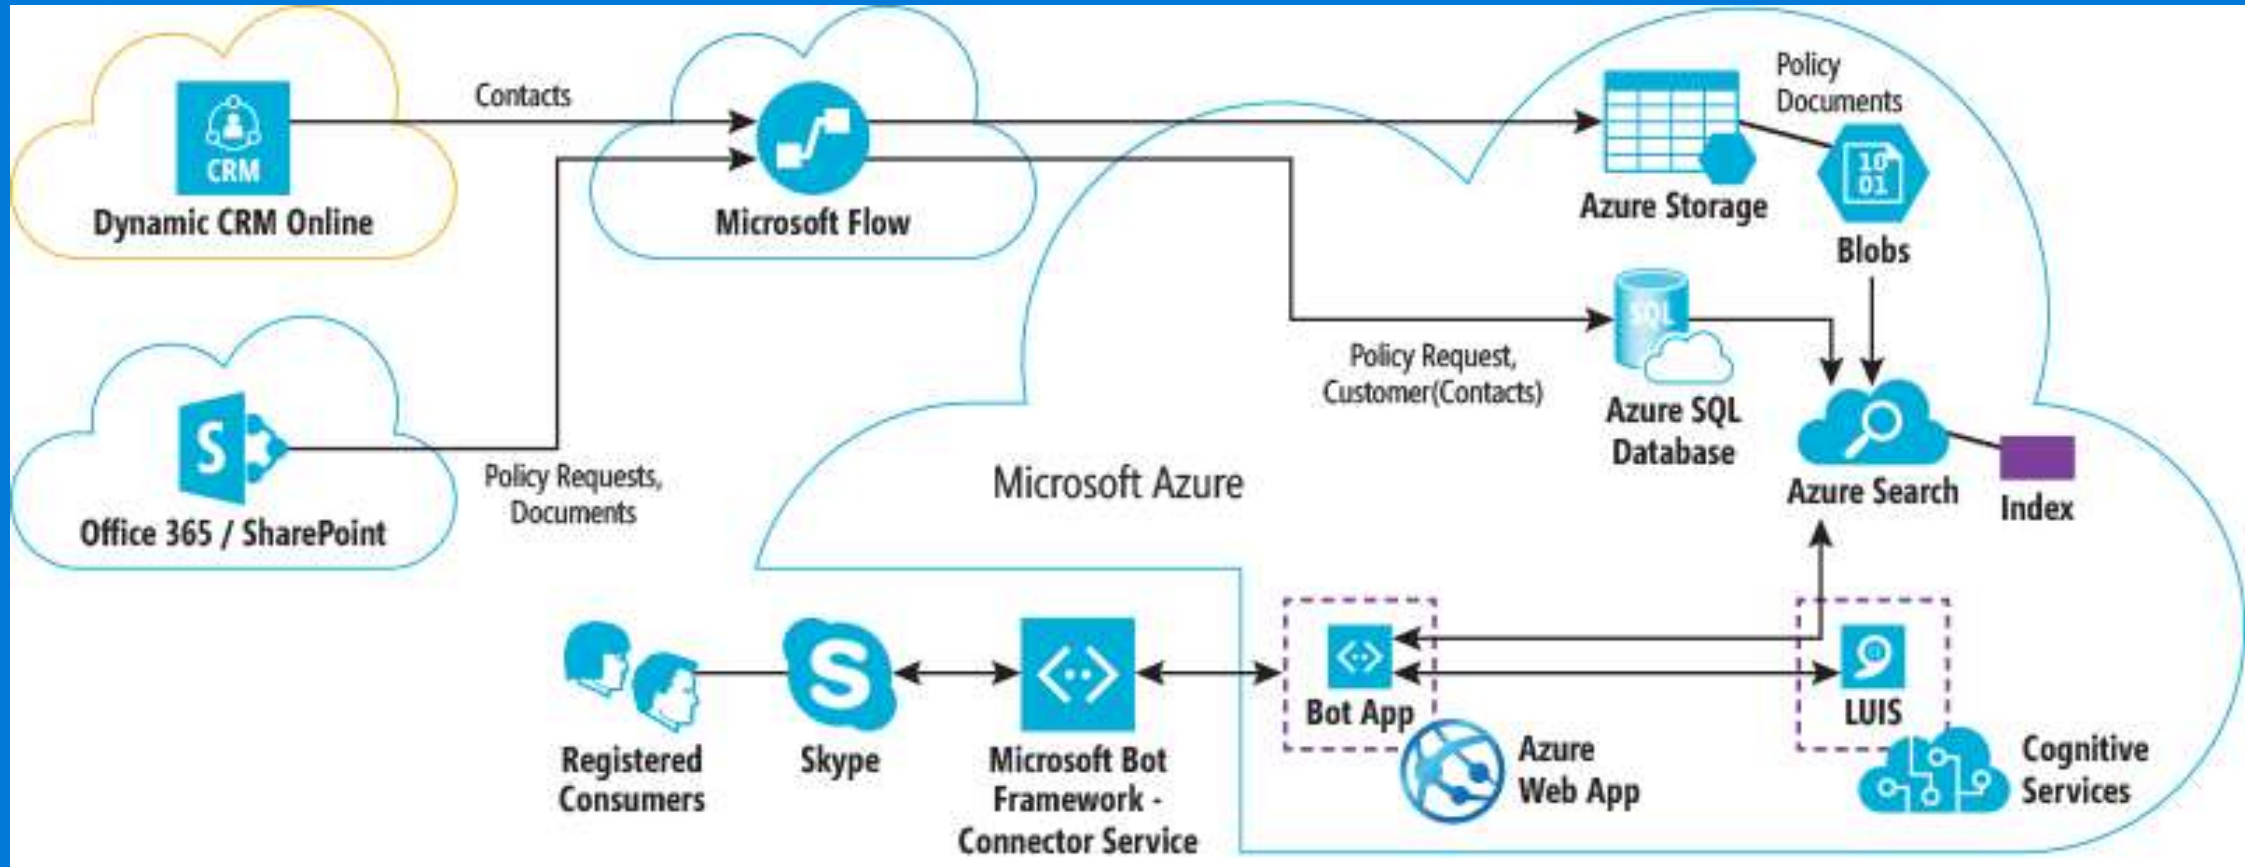 Contacts
CRM
Dynamic CRM Online
Microsoft Flow
Policy
Documents
Azure Storage
10
01
Blobs
S
Office 365 / SharePoint
Policy Requests,
Documents
Policy Request,
Customer(Contacts)
SQL
Azure SQL
Database
Azure Search
Index
Microsoft Azure
Registered
Consumers
S
Skype
Microsoft Bot
Framework -
Connector Service
Bot App
Azure
Web App
LUIS
Cognitive
Services